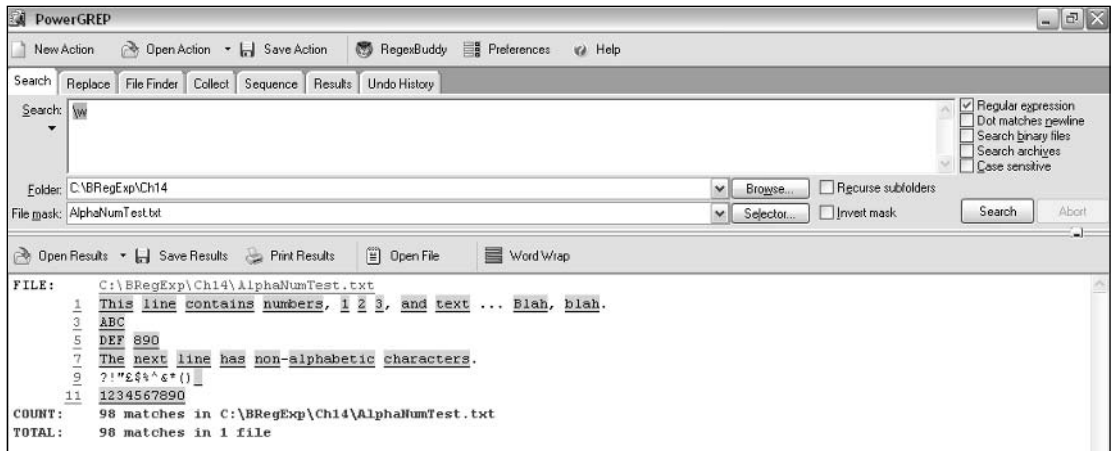 PowerGREP
New Action Open Action Save Action RegexBuddy Preferences Help
Search Replace File Finder Collect Sequence Results Undo History
Search: \w
Regular expression
Dot matches newline
Search binary files
Search archives
Case sensitive
Folder: C:\BRegExp\Ch14 Browse... Recurse subfolders
File mask: AlphaNumTest.txt Selector... Invert mask Search Abort
Open Results Save Results Print Results Open File Word Wrap
FILE: C:\BRegExp\Ch14\AlphaNumTest.txt
1 This line contains numbers, 1 2 3, and text ... Blah, blah.
3 ABC
5 DEF 890
7 The next line has non-alphabetic characters.
9 ?!"£$%^&*()_
11 1234567890
COUNT: 98 matches in C:\BRegExp\Ch14\AlphaNumTest.txt
TOTAL: 98 matches in 1 file